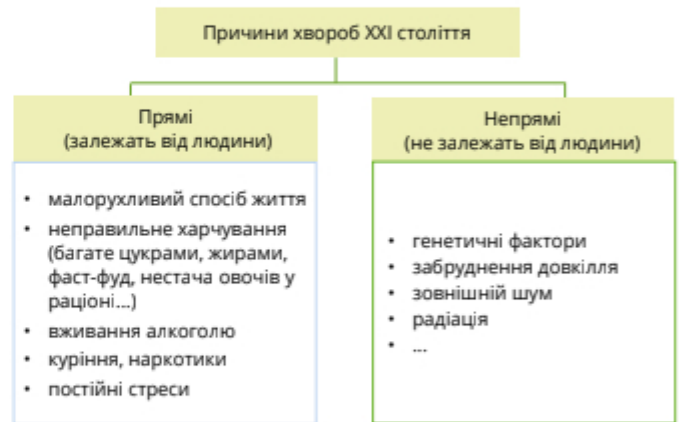 Причини хвороб XXI століття
Прямі
(залежать від людини)
• малорухливий спосіб життя
• неправильне харчування
(багате цукрами, жирами,
фаст-фуд, нестача овочів у
раціоні...)
• вживання алкоголю
• куріння, наркотики
• постійні стреси
Непрямі
(не залежать від людини)
• генетичні фактори
• забруднення довкілля
• зовнішній шум
• радіація
• ...